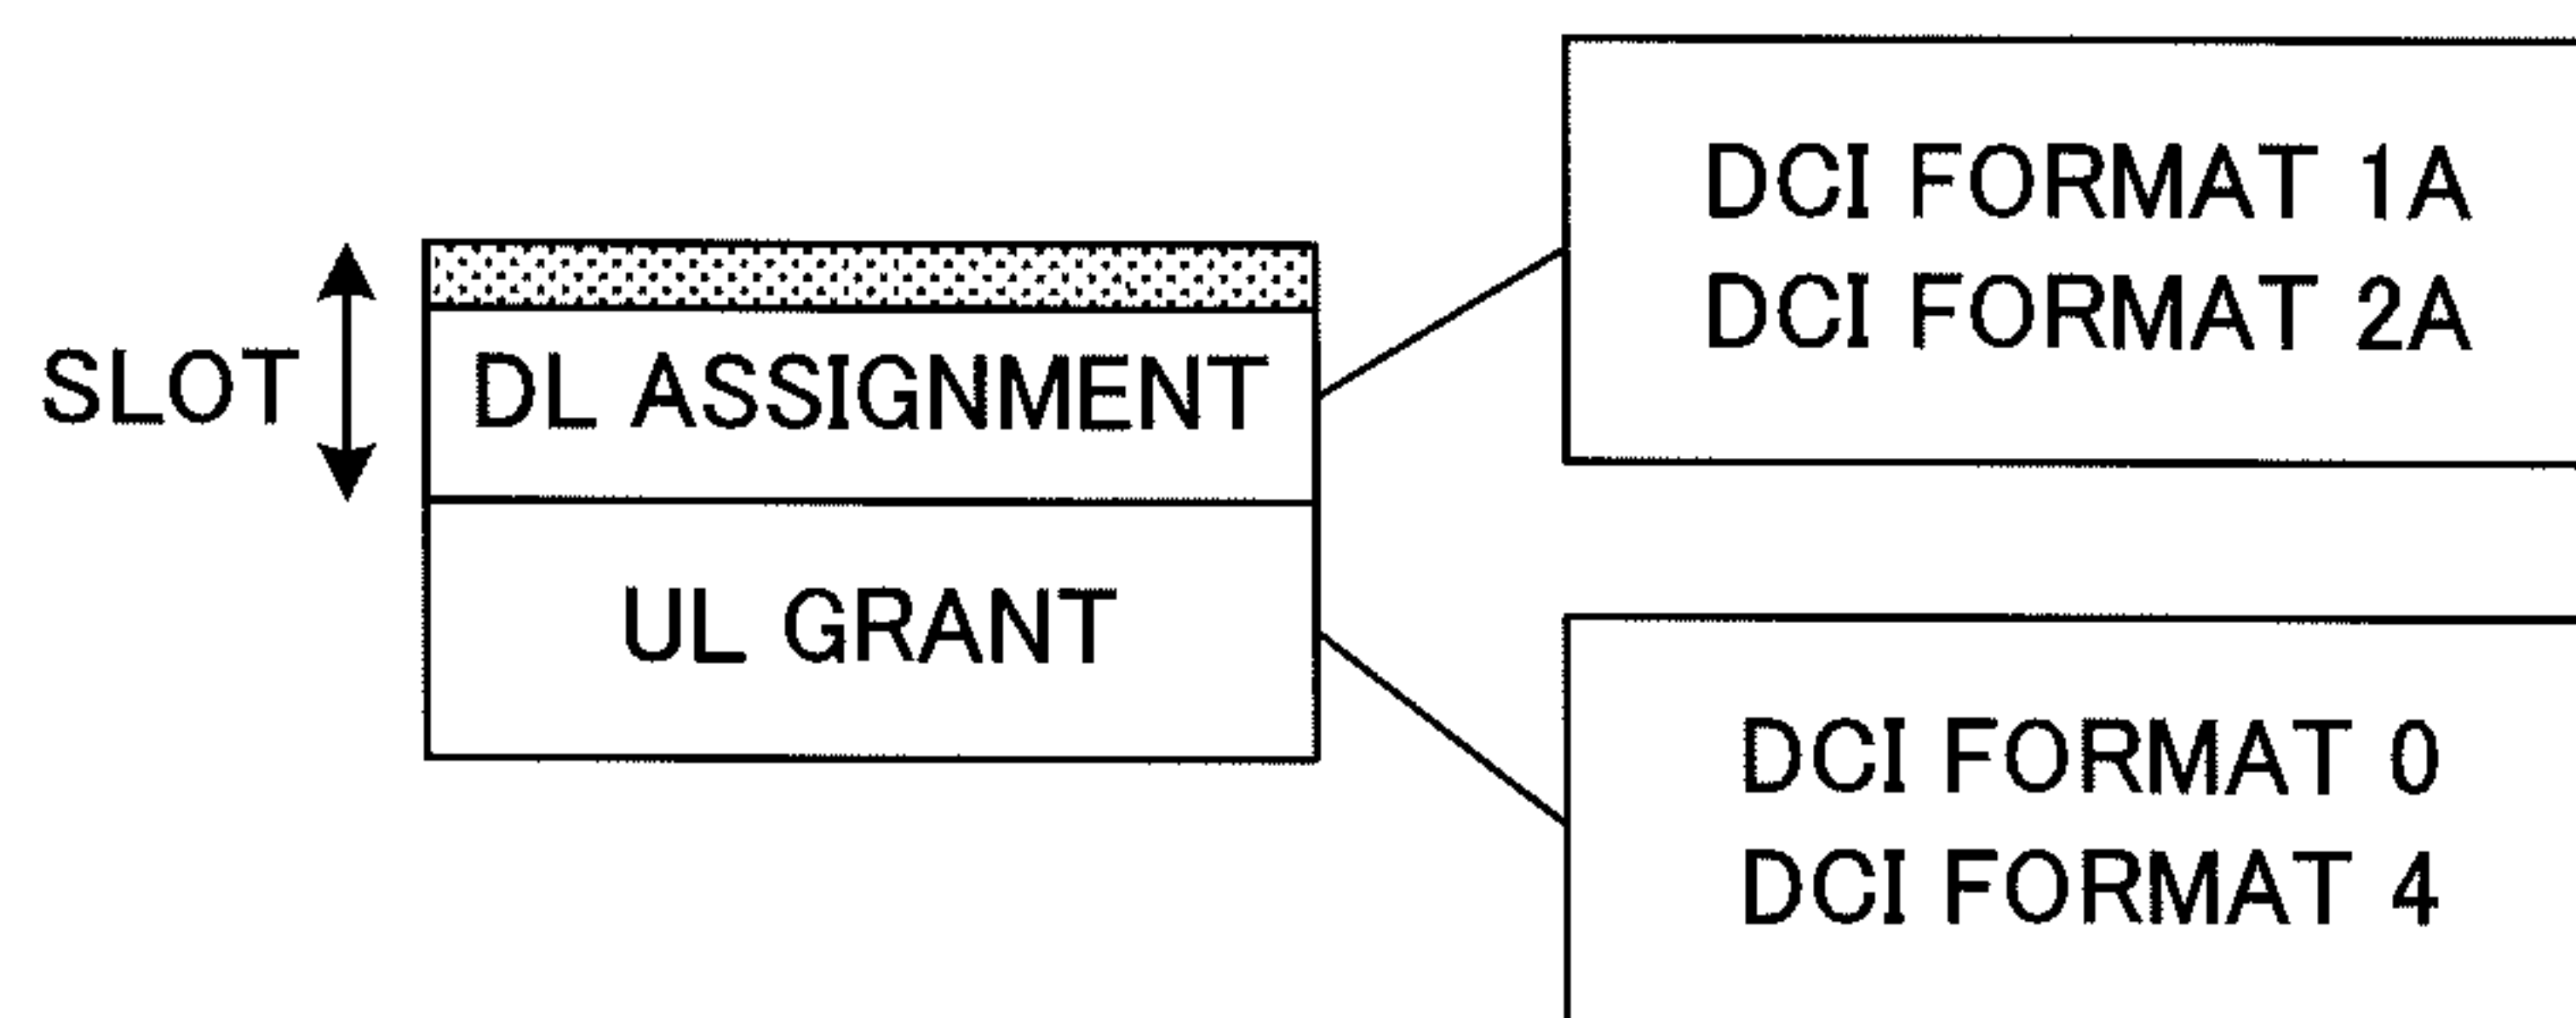 SLOT
DL ASSIGNMENT
UL GRANT
DCI FORMAT 1A
DCI FORMAT 2A
DCI FORMAT 0
DCI FORMAT 4